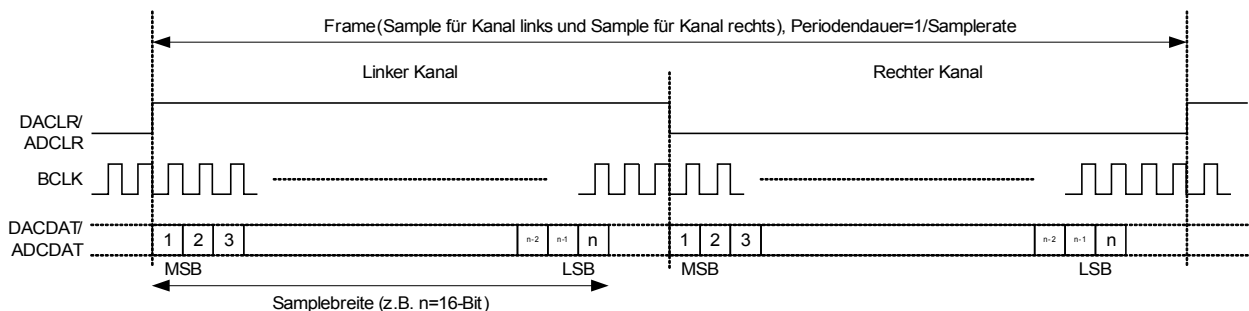 Frame(Sample für Kanal links und Sample für Kanal rechts), Periodendauer=1/Samplerate
Linker Kanal
Rechter Kanal
DACLR/
ADCLR
BCLK
DACDAT/
ADCDAT
1 2 3 n-2 n-1 n 1 2 3 n-2 n-1 n
MSB LSB MSB LSB
Samplebreite (z.B. n=16-Bit)